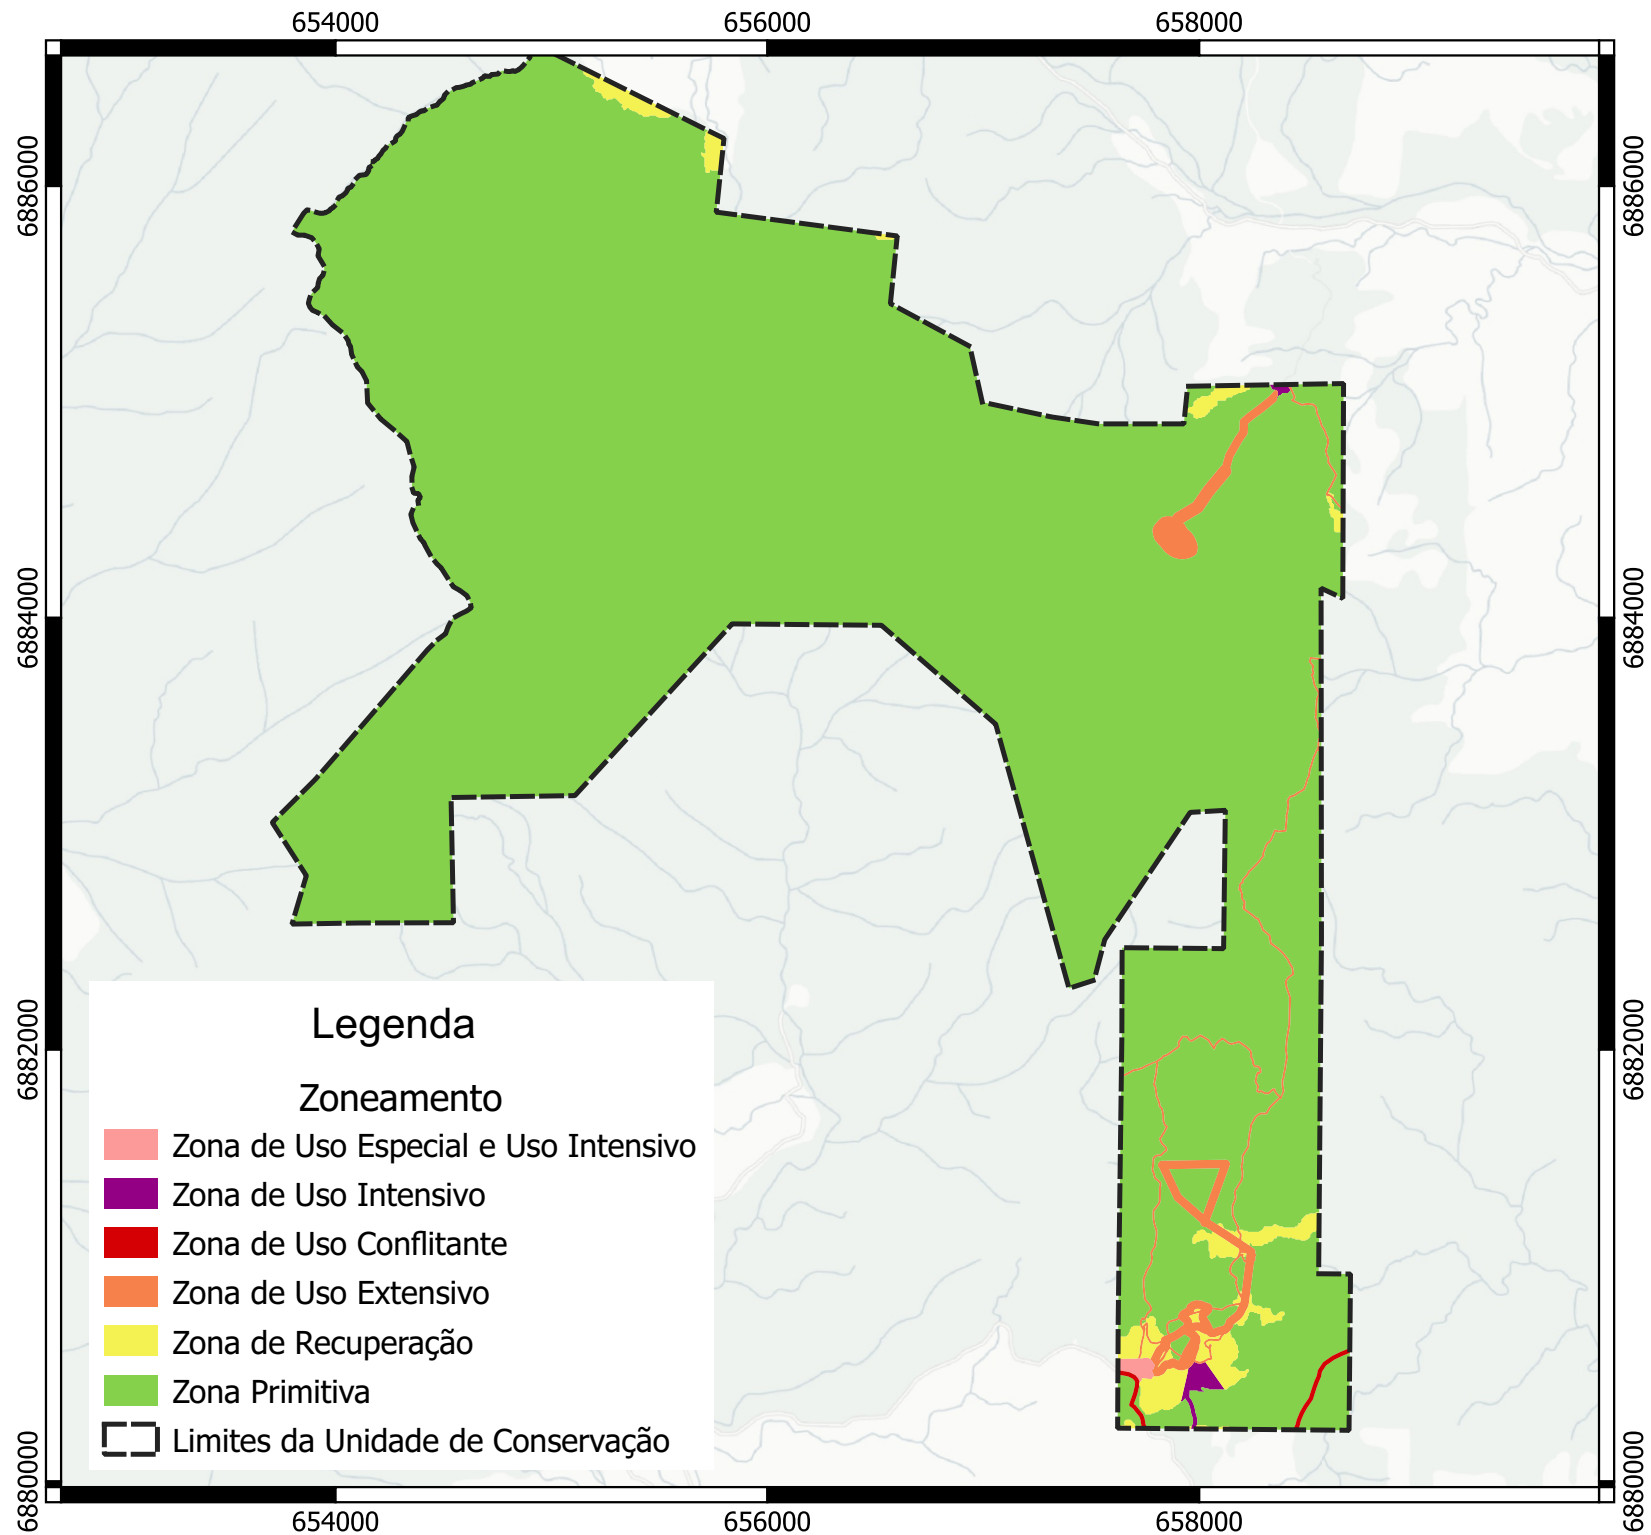 654000 656000 658000
6886000 6886000
6884000 6884000
6882000 6882000
6880000 6880000
Legenda
Zoneamento
Zona de Uso Especial e Uso Intensivo
Zona de Uso Intensivo
Zona de Uso Conflitante
Zona de Uso Extensivo
Zona de Recuperação
Zona Primitiva
Limites da Unidade de Conservação
654000 656000 658000